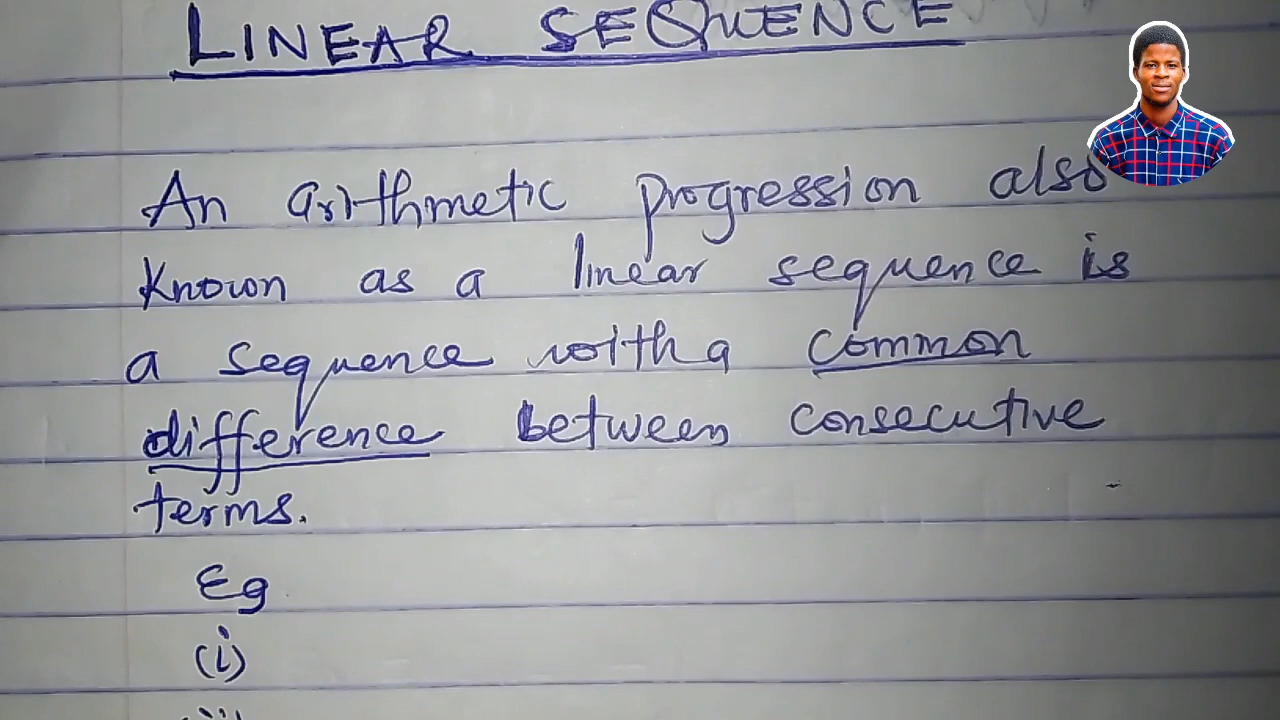 LINEAR SEQUENCE
An arithmetic progression also
known as a linear sequence is
a sequence with a common
difference between consecutive
terms.
Eg
(i)